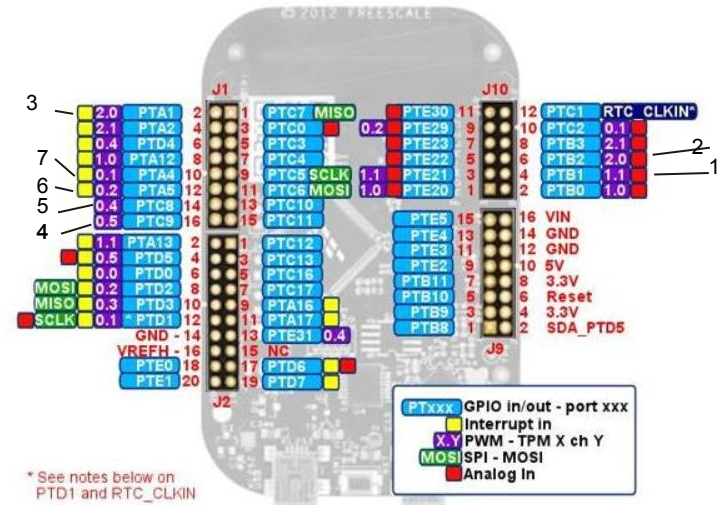 © 2012 FREESCALE
J1
J10
3 2.0 PTA1 2 1 PTC7 MISO
2.1 PTA2 4 3 PTC0
0.4 PTD4 6 5 PTC3
1.0 PTA12 8 7 PTC4
7 0.1 PTA4 10 9 PTC5 SCLK
6 0.2 PTA5 12 11 PTC6 MOSI
5 0.4 PTC8 14 13 PTC10
4 0.5 PTC9 16 15 PTC11
PTE30 11 12 PTC1 RTC_CLKIN*
0.2 PTE29 9 10 PTC2 0.1
PTE23 7 8 PTB3 2.1
PTE22 5 6 PTB2 2.0 2
1.1 PTE21 3 4 PTB1 1.1 1
1.0 PTE20 1 2 PTB0 1.0
1.1 PTA13 2 1 PTC12
0.5 PTD5 4 3 PTC13
0.0 PTD0 6 5 PTC16
MOSI 0.2 PTD2 8 7 PTC17
MISO 0.3 PTD3 10 9 PTA16
SCLK 0.1 * PTD1 12 11 PTA17
GND - 14 13 PTE31 0.4
VREFH - 16 15 NC
PTE0 18 17 PTD6
PTE1 20 19 PTD7
J2
PTE5 15 16 VIN
PTE4 13 14 GND
PTE3 11 12 GND
PTE2 9 10 5V
PTB11 7 8 3.3V
PTB10 5 6 Reset
PTB9 3 4 3.3V
PTB8 1 2 SDA_PTD5
J9
PTxxx GPIO in/out - port xxx
Interrupt in
X.Y PWM - TPM X ch Y
MOSI SPI - MOSI
Analog In
* See notes below on
PTD1 and RTC_CLKIN